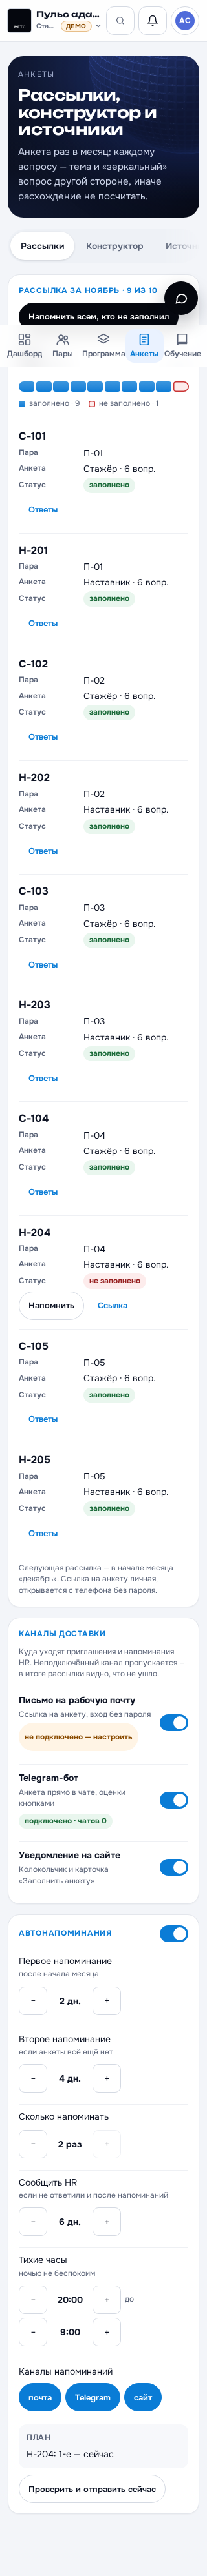 МГТС
Пульс ада...
Ста...
ДЕМО
АС
АНКЕТЫ
Рассылки,
конструктор и
источники
Анкета раз в месяц: каждому
вопросу — тема и «зеркальный»
вопрос другой стороне, иначе
расхождение не посчитать.
Рассылки
Конструктор
РАССЫЛКА ЗА НОЯБРЬ · 9 ИЗ 10
Напомнить всем, кто не заполнил
Дашборд
Пары
Программа
Анкеты
Обучение
заполнено · 9
не заполнено · 1
С-101
Пара
П-01
Анкета
Стажёр · 6 вопр.
Статус
заполнено
Ответы
Н-201
Пара
П-01
Анкета
Наставник · 6 вопр.
Статус
заполнено
Ответы
С-102
Пара
П-02
Анкета
Стажёр · 6 вопр.
Статус
заполнено
Ответы
Н-202
Пара
П-02
Анкета
Наставник · 6 вопр.
Статус
заполнено
Ответы
С-103
Пара
П-03
Анкета
Стажёр · 6 вопр.
Статус
заполнено
Ответы
Н-203
Пара
П-03
Анкета
Наставник · 6 вопр.
Статус
заполнено
Ответы
С-104
Пара
П-04
Анкета
Стажёр · 6 вопр.
Статус
заполнено
Ответы
Н-204
Пара
П-04
Анкета
Наставник · 6 вопр.
Статус
не заполнено
Напомнить
Ссылка
С-105
Пара
П-05
Анкета
Стажёр · 6 вопр.
Статус
заполнено
Ответы
Н-205
Пара
П-05
Анкета
Наставник · 6 вопр.
Статус
заполнено
Ответы
Следующая рассылка — в начале месяца
«декабрь». Ссылка на анкету личная,
открывается с телефона без пароля.
КАНАЛЫ ДОСТАВКИ
Куда уходят приглашения и напоминания
HR. Неподключённый канал пропускается —
в итоге рассылки видно, что не ушло.
Письмо на рабочую почту
Ссылка на анкету, вход без пароля
не подключено — настроить
Telegram-бот
Анкета прямо в чате, оценки
кнопками
подключено · чатов 0
Уведомление на сайте
Колокольчик и карточка
«Заполнить анкету»
АВТОНАПОМИНАНИЯ
Первое напоминание
после начала месяца
−
2 дн.
+
Второе напоминание
если анкеты всё ещё нет
−
4 дн.
+
Сколько напоминать
−
2 раз
+
Сообщить HR
если не ответили и после напоминаний
−
6 дн.
+
Тихие часы
ночью не беспокоим
−
20:00
+
до
−
9:00
+
Каналы напоминаний
почта
Telegram
сайт
ПЛАН
Н-204: 1-е — сейчас
Проверить и отправить сейчас